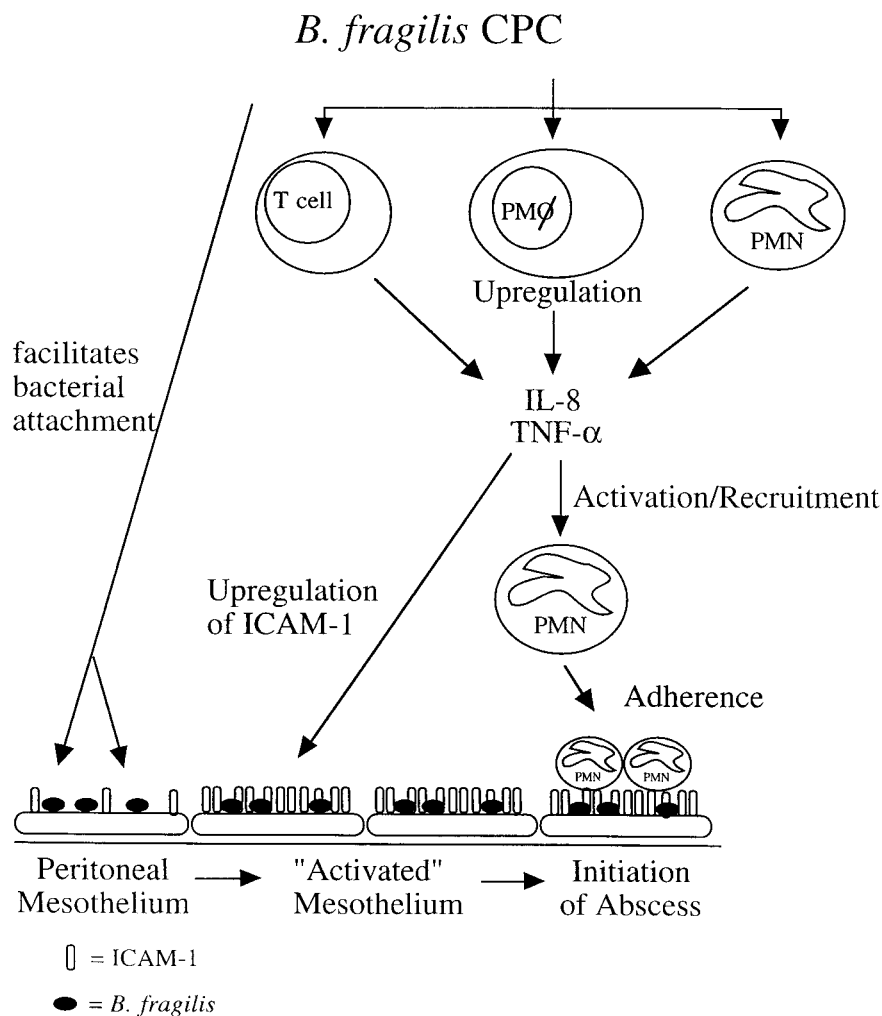 B. fragilis CPC
T cell
PMØ
PMN
Upregulation
facilitates
bacterial
attachment
IL-8
TNF-α
Activation/Recruitment
Upregulation
of ICAM-1
PMN
Adherence
PMN
PMN
Peritoneal
Mesothelium
"Activated"
Mesothelium
Initiation
of Abscess
= ICAM-1
= B. fragilis